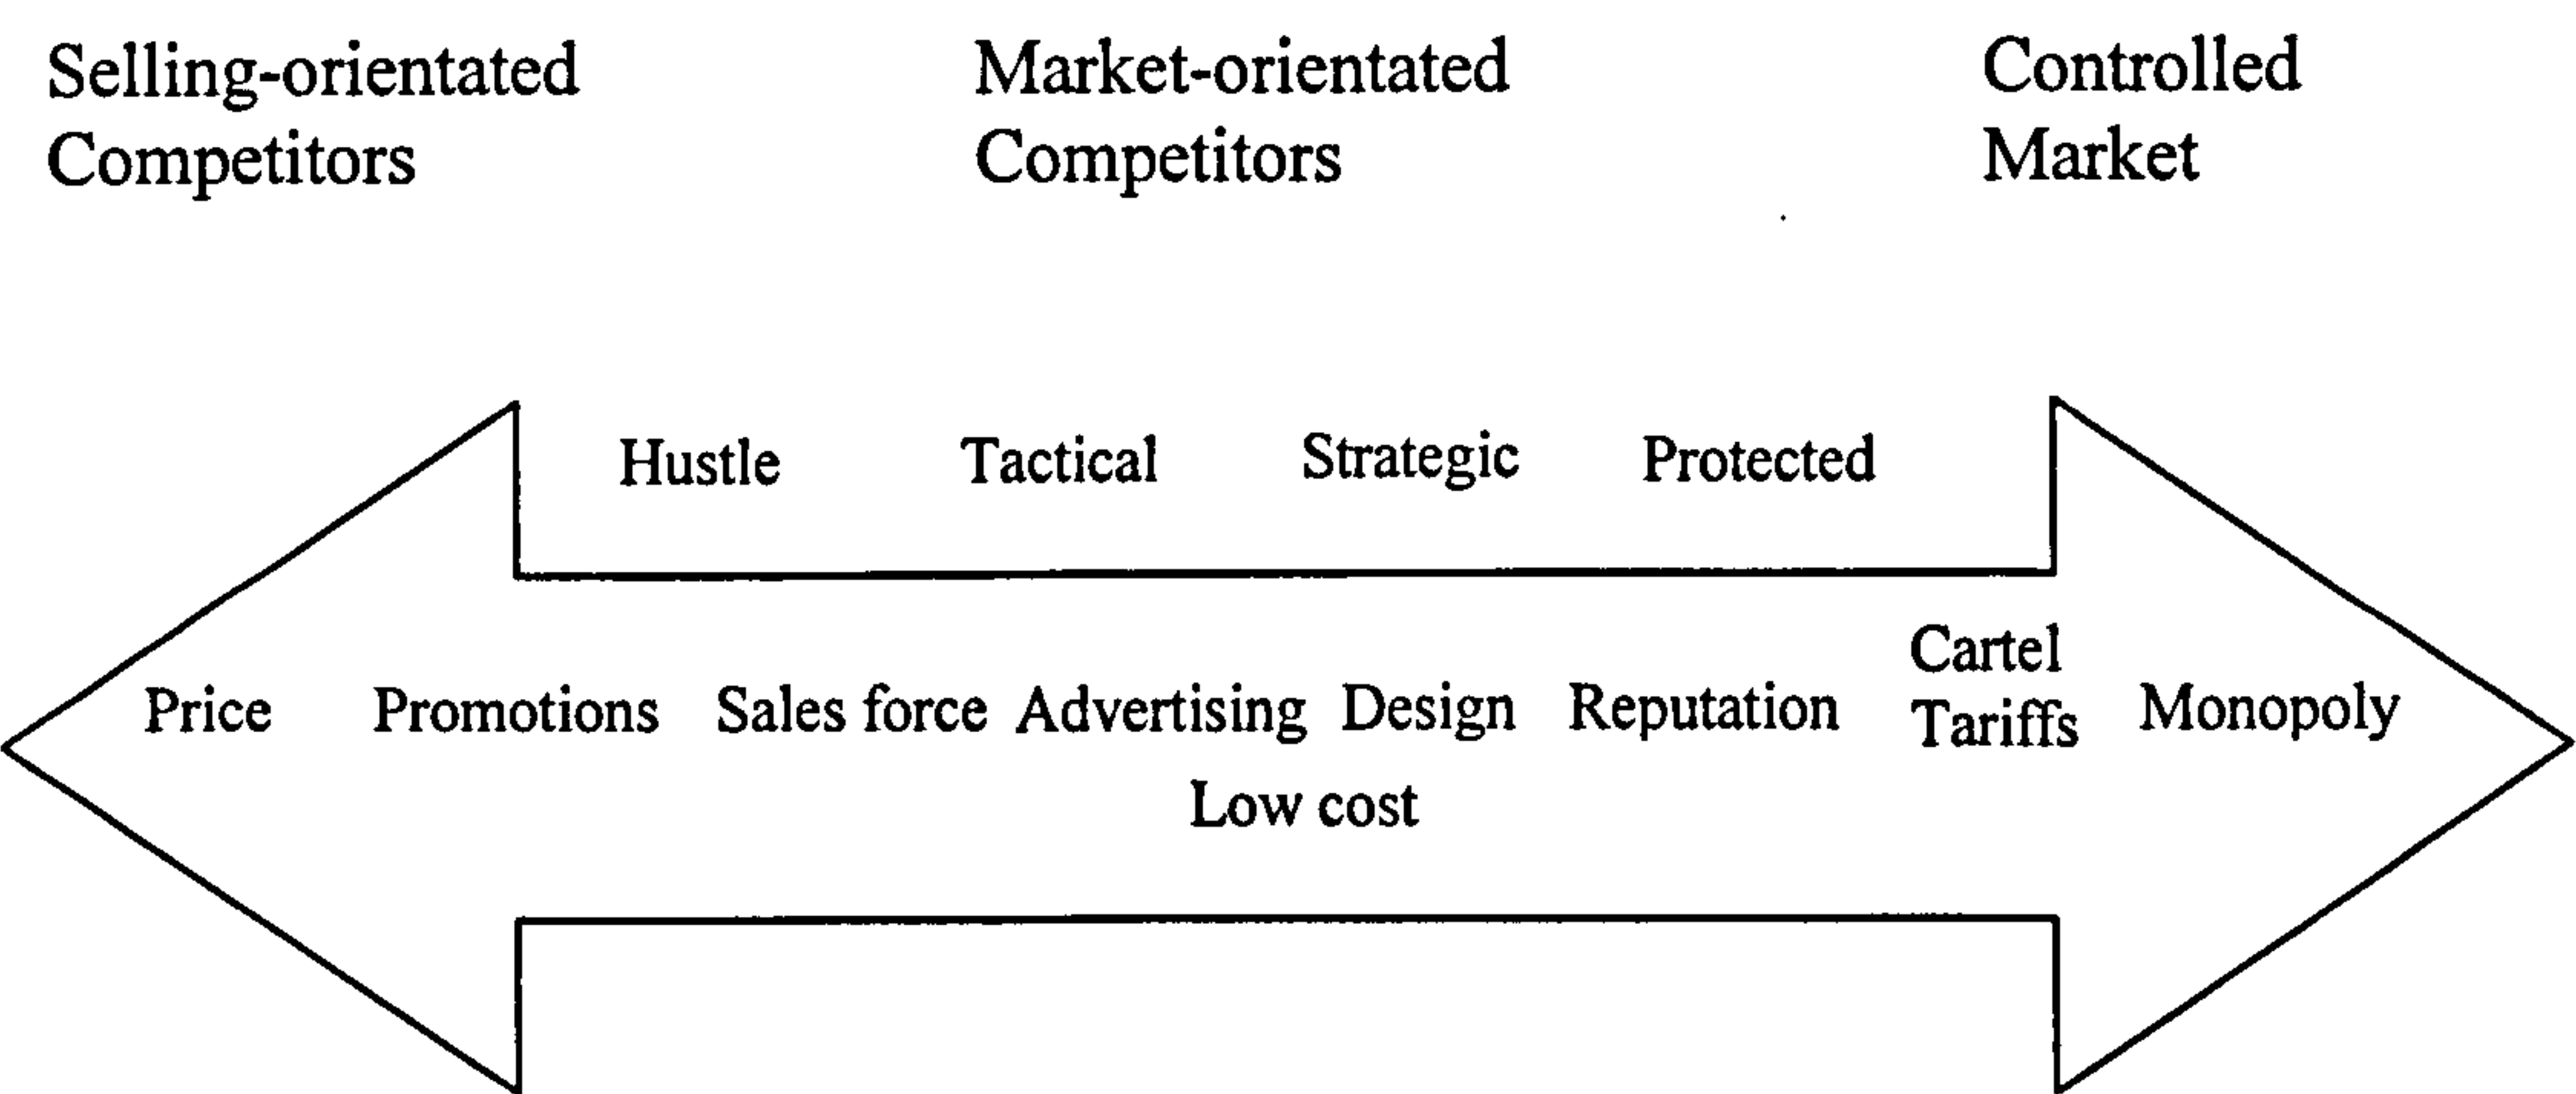 Selling-orientated
Competitors
Market-orientated
Competitors
Controlled
Market
Hustle Tactical Strategic Protected
Price Promotions Sales force Advertising Design Reputation Cartel
Tariffs Monopoly
Low cost